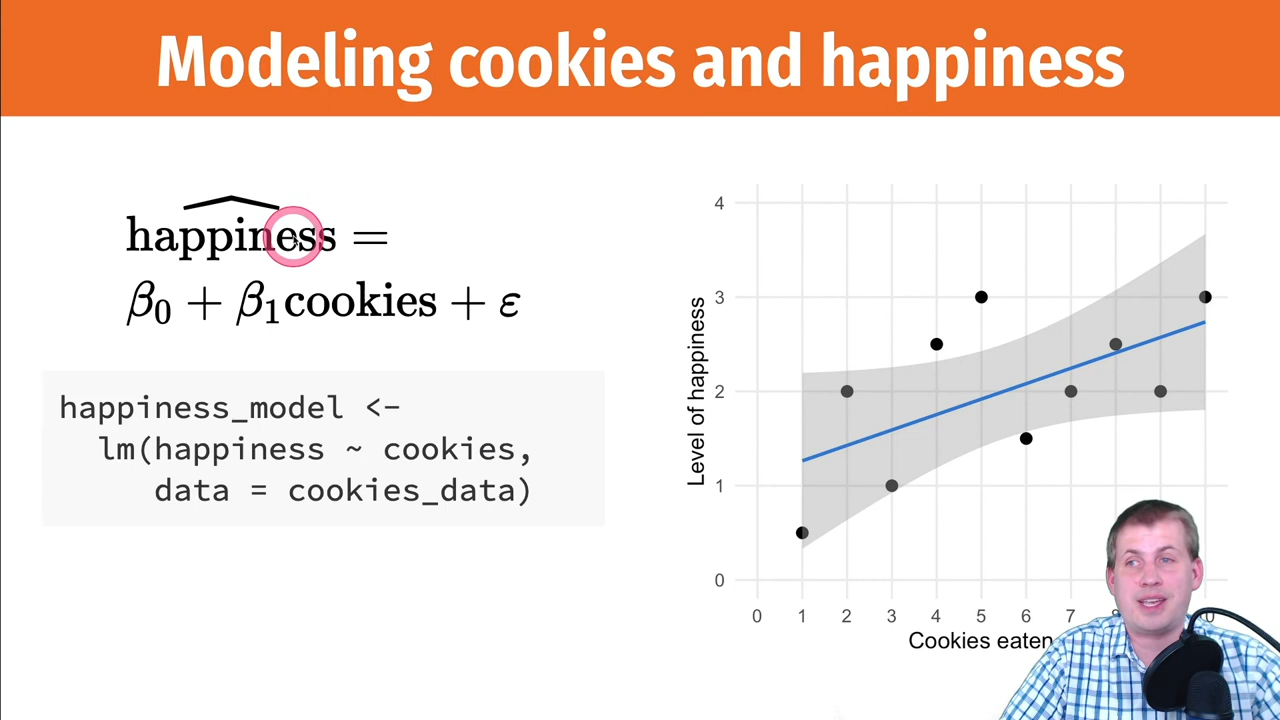 Modeling cookies and happiness
happiness =
β₀ + β₁cookies + ε
happiness_model <-
lm(happiness ~ cookies,
data = cookies_data)
Level of happiness
4
3
2
1
0
0 1 2 3 4 5 6 7
Cookies eaten